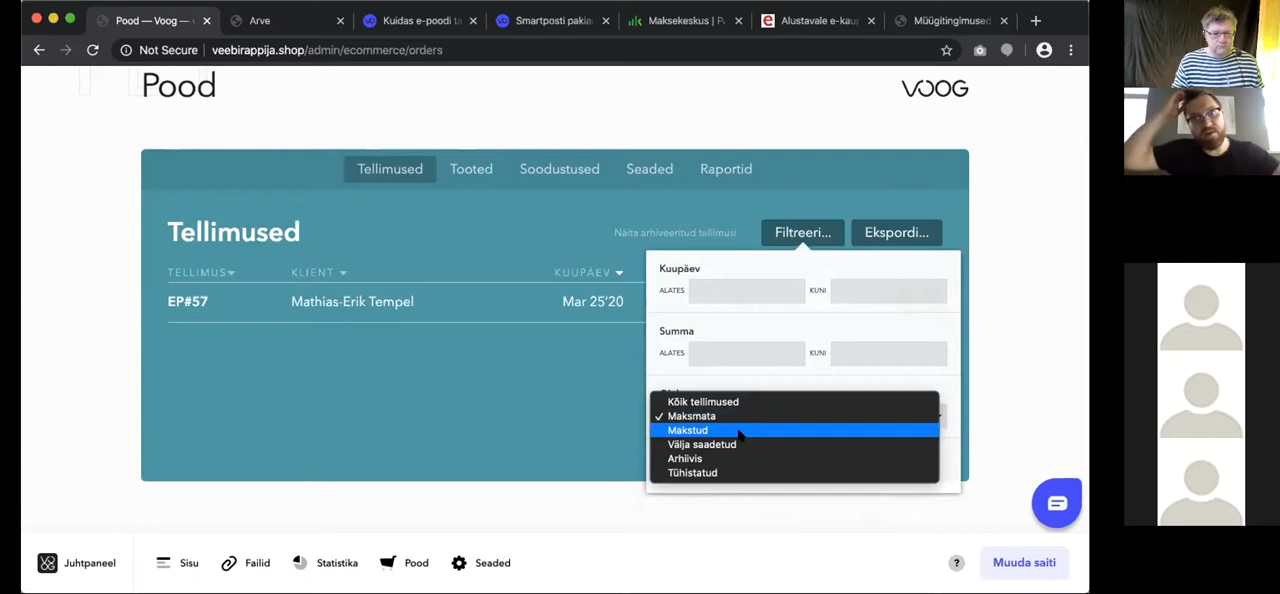 Pood — Voog –
Arve
Kuidas e-poodi ta
Smartposti pakia
Maksekeskus | Pa
Alustavale e-kaup
Müügitingimused
Not Secure
veebirappija.shop/admin/ecommerce/orders
Pood
VOOG
Tellimused
Tooted
Soodustused
Seaded
Raportid
Tellimused
Näita arhiveeritud tellimusi
Filtreeri...
Ekspordi...
TELLIMUS
KLIENT
KUUPÄEV
EP#57
Mathias-Erik Tempel
Mar 25'20
Kuupäev
ALATES
KUNI
Summa
ALATES
KUNI
Kõik tellimused
Maksmata
Makstud
Välja saadetud
Arhiivis
Tühistatud
Juhtpaneel
Sisu
Failid
Statistika
Pood
Seaded
?
Muuda saiti